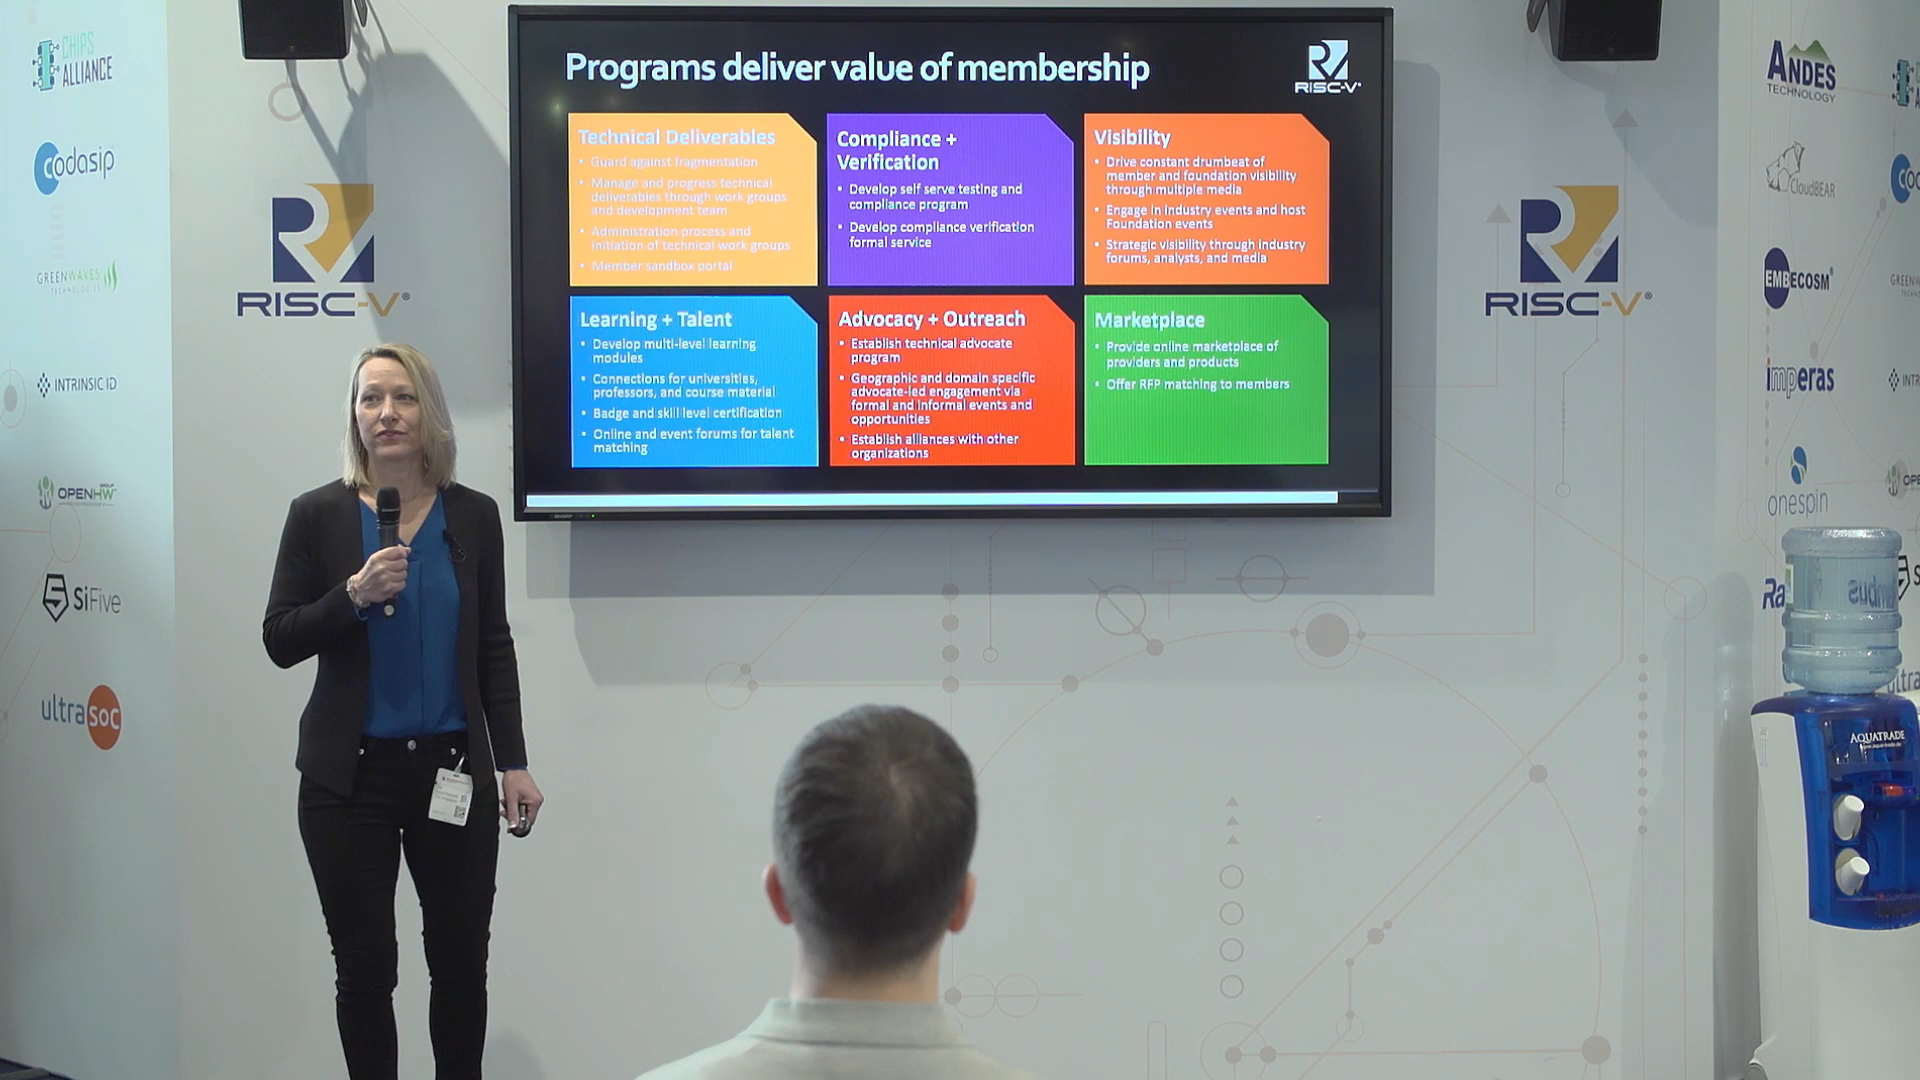 CHIPS
ALLIANCE
codasip
GREENWAVES
TECHNOLOGIES
INTRINSIC ID
OPENHW
GROUP
SiFive
ultrasoc
RISC-V®
Programs deliver value of membership
RISC-V®
Technical Deliverables
• Guard against fragmentation
• Manage and progress technical
deliverables through work groups
and development team
• Administration process and
initiation of technical work groups
• Member sandbox portal
Compliance +
Verification
• Develop self serve testing and
compliance program
• Develop compliance verification
formal service
Visibility
• Drive constant drumbeat of
member and foundation visibility
through multiple media
• Engage in industry events and host
Foundation events
• Strategic visibility through industry
forums, analysts, and media
Learning + Talent
• Develop multi-level learning
modules
• Connections for universities,
professors, and course material
• Badge and skill level certification
• Online and event forums for talent
matching
Advocacy + Outreach
• Establish technical advocate
program
• Geographic and domain specific
advocate-led engagement via
formal and informal events and
opportunities
• Establish alliances with other
organizations
Marketplace
• Provide online marketplace of
providers and products
• Offer RFP matching to members
RISC-V®
ANDES
TECHNOLOGY
CloudBEAR
EMBECOSM®
imperas
onespin
Ra
AQUATRADE